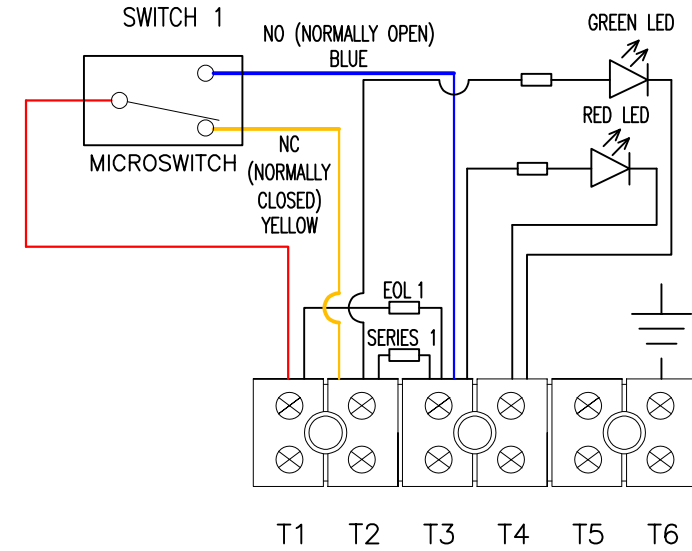 SWITCH 1
NO (NORMALLY OPEN)
BLUE
GREEN LED
RED LED
MICROSWITCH
NC
(NORMALLY
CLOSED)
YELLOW
EOL 1
SERIES 1
T1 T2 T3 T4 T5 T6